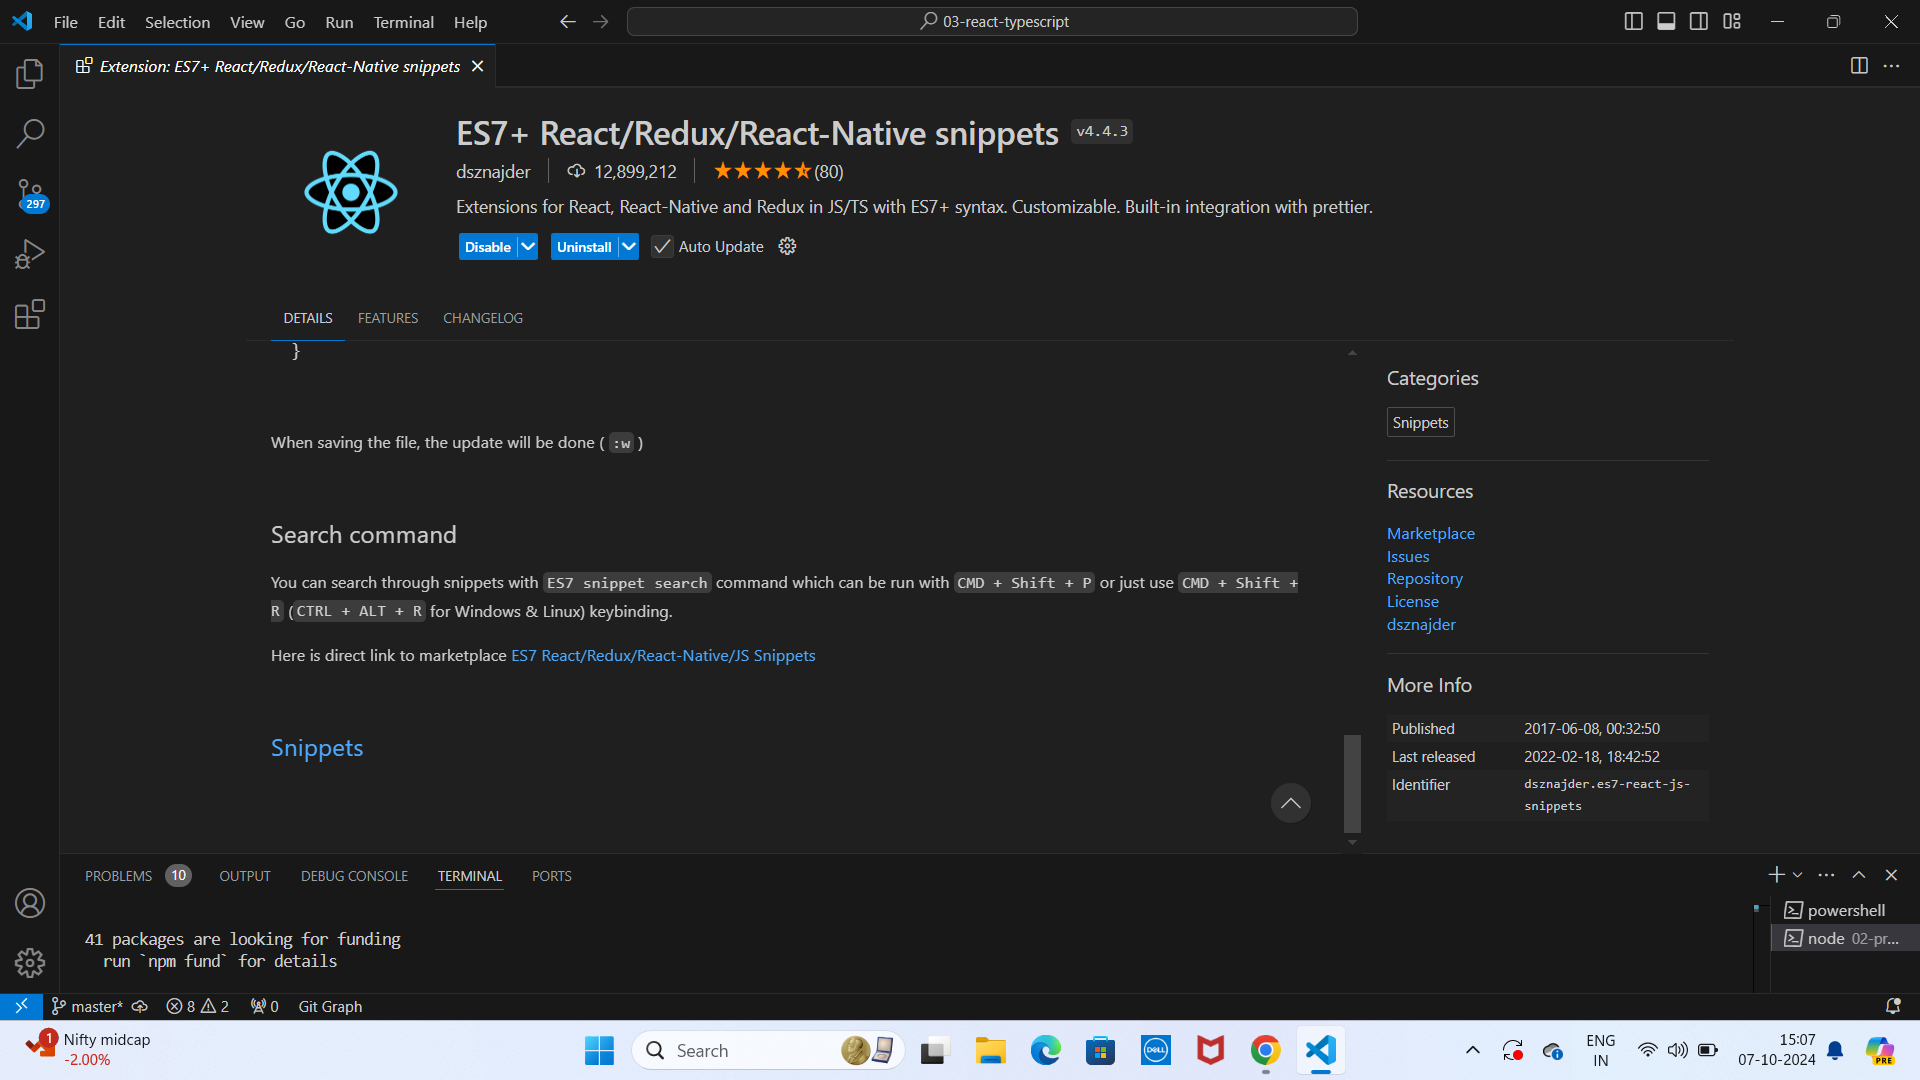 File Edit Selection View Go Run Terminal Help
03-react-typescript
Extension: ES7+ React/Redux/React-Native snippets
ES7+ React/Redux/React-Native snippets v4.4.3
dsznajder 12,899,212 (80)
Extensions for React, React-Native and Redux in JS/TS with ES7+ syntax. Customizable. Built-in integration with prettier.
Disable Uninstall Auto Update
297
DETAILS FEATURES CHANGELOG
}
When saving the file, the update will be done ( :w )
Search command
You can search through snippets with ES7 snippet search command which can be run with CMD + Shift + P or just use CMD + Shift +
R (CTRL + ALT + R for Windows & Linux) keybinding.
Here is direct link to marketplace ES7 React/Redux/React-Native/JS Snippets
Snippets
Categories
Snippets
Resources
Marketplace
Issues
Repository
License
dsznajder
More Info
Published 2017-06-08, 00:32:50
Last released 2022-02-18, 18:42:52
Identifier dsznajder.es7-react-js-
snippets
PROBLEMS 10 OUTPUT DEBUG CONSOLE TERMINAL PORTS
41 packages are looking for funding
run `npm fund` for details
powershell
node 02-pr...
master* 8 2 0 Git Graph
1 Nifty midcap
-2.00%
Search
DELL
ENG
IN
15:07
07-10-2024
PRE